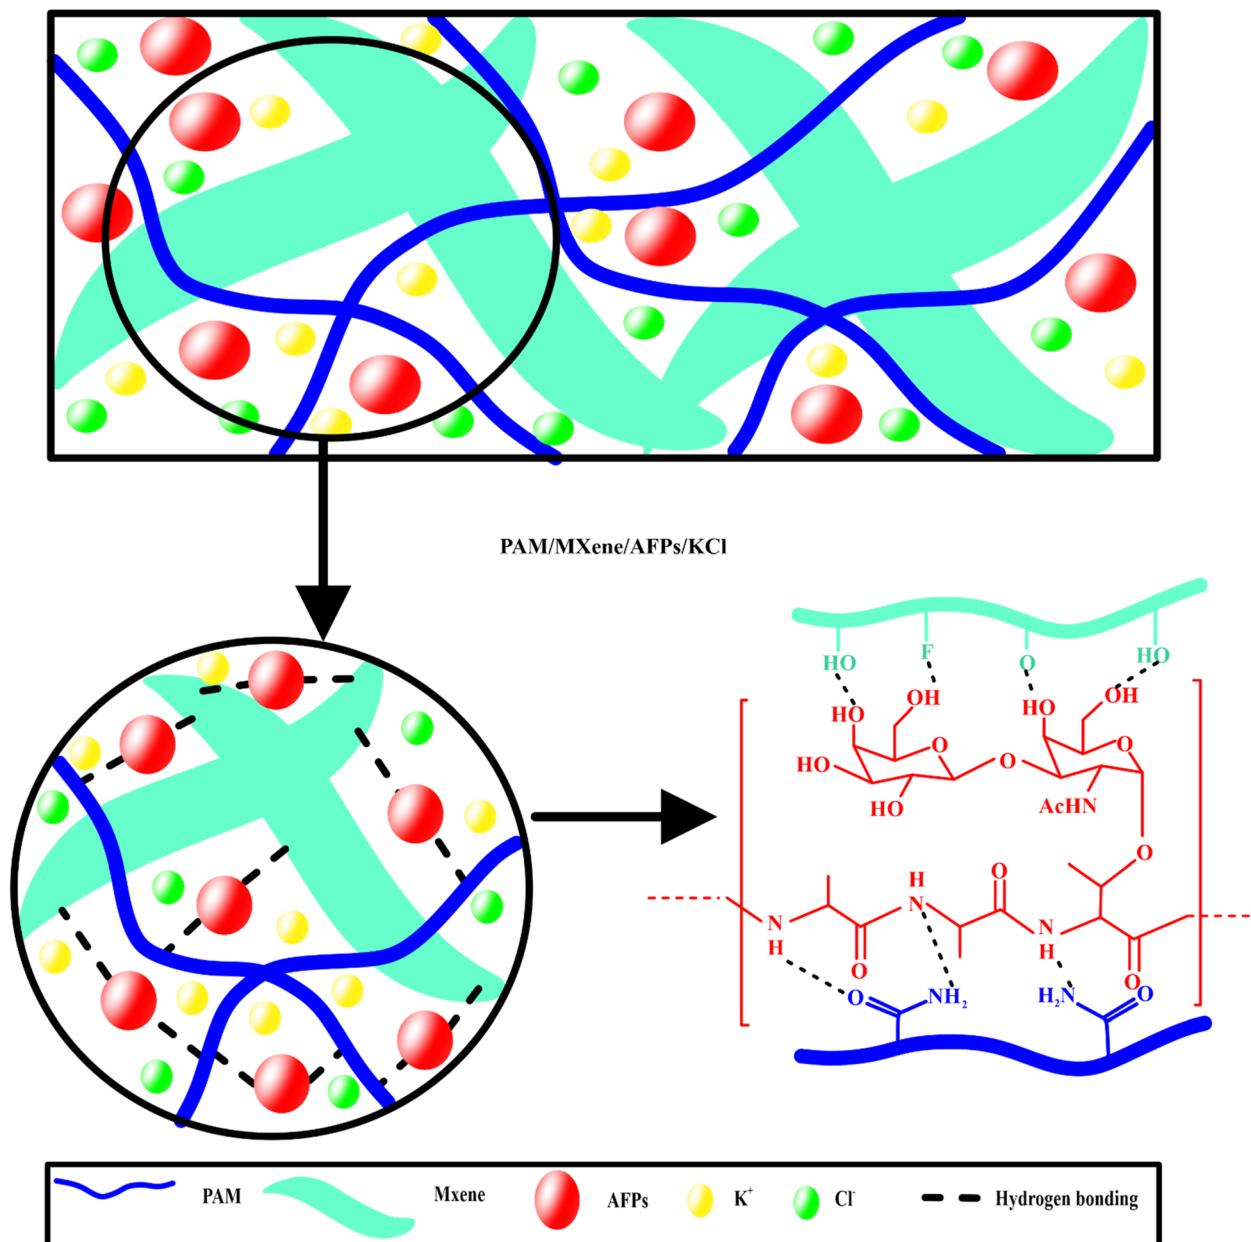 PAM/MXene/AFPs/KCl
HO F O HO
HO OH HO OH
HO O O O
HO AcHN
O
H O
N N N
H O H O
O NH₂ H₂N O
PAM Mxene AFPs K⁺ Cl⁻ Hydrogen bonding